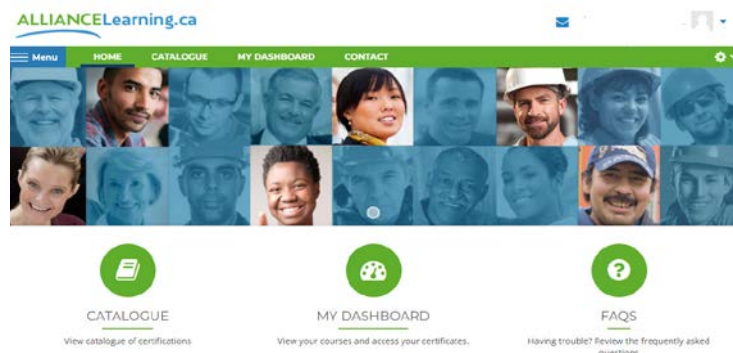 ALLIANCELearning.ca
Menu HOME CATALOGUE MY DASHBOARD CONTACT
CATALOGUE MY DASHBOARD FAQS
View catalogue of certifications View your courses and access your certificates. Having trouble? Review the frequently asked
questions